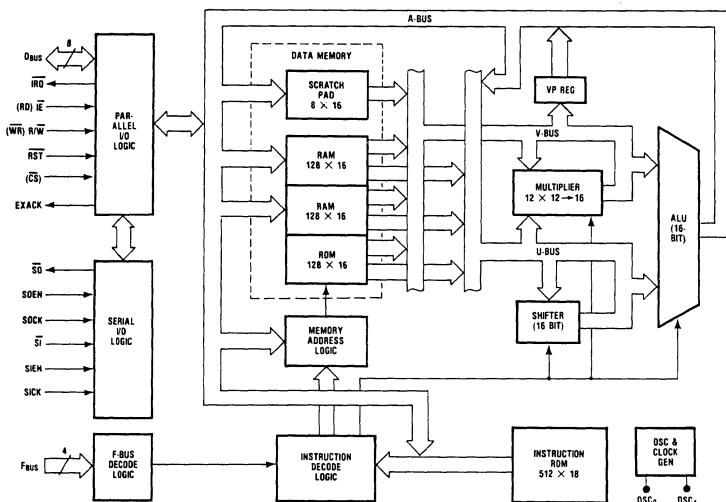 A-BUS
8
DBUS
IRQ
(RD) IE
(WR) R/W
RST
(CS)
EXACK
PAR-
ALLEL
I/O
LOGIC
DATA MEMORY
SCRATCH
PAD
8 × 16
RAM
128 × 16
RAM
128 × 16
ROM
128 × 16
VP REG
V-BUS
MULTIPLIER
12 × 12 → 16
ALU
(16-
BIT)
U-BUS
SHIFTER
(16 BIT)
SO
SOEN
SOCK
SI
SIEN
SICK
SERIAL
I/O
LOGIC
MEMORY
ADDRESS
LOGIC
4
FBUS
F-BUS
DECODE
LOGIC
INSTRUCTION
DECODE
LOGIC
INSTRUCTION
ROM
512 × 18
OSC &
CLOCK
GEN